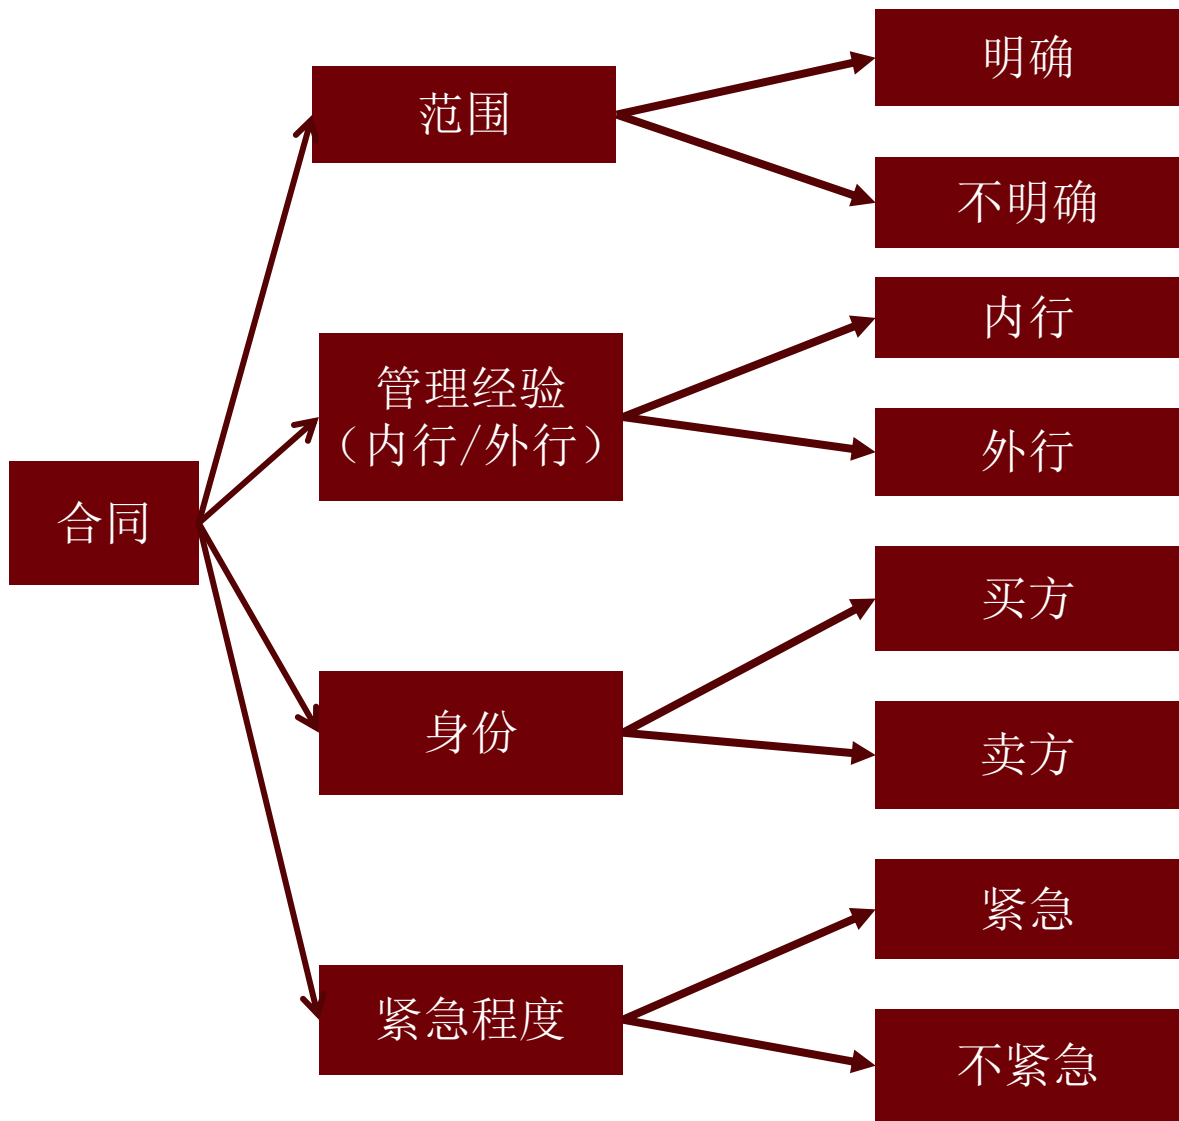 合同
范围
明确
不明确
管理经验
（内行/外行）
内行
外行
身份
买方
卖方
紧急程度
紧急
不紧急